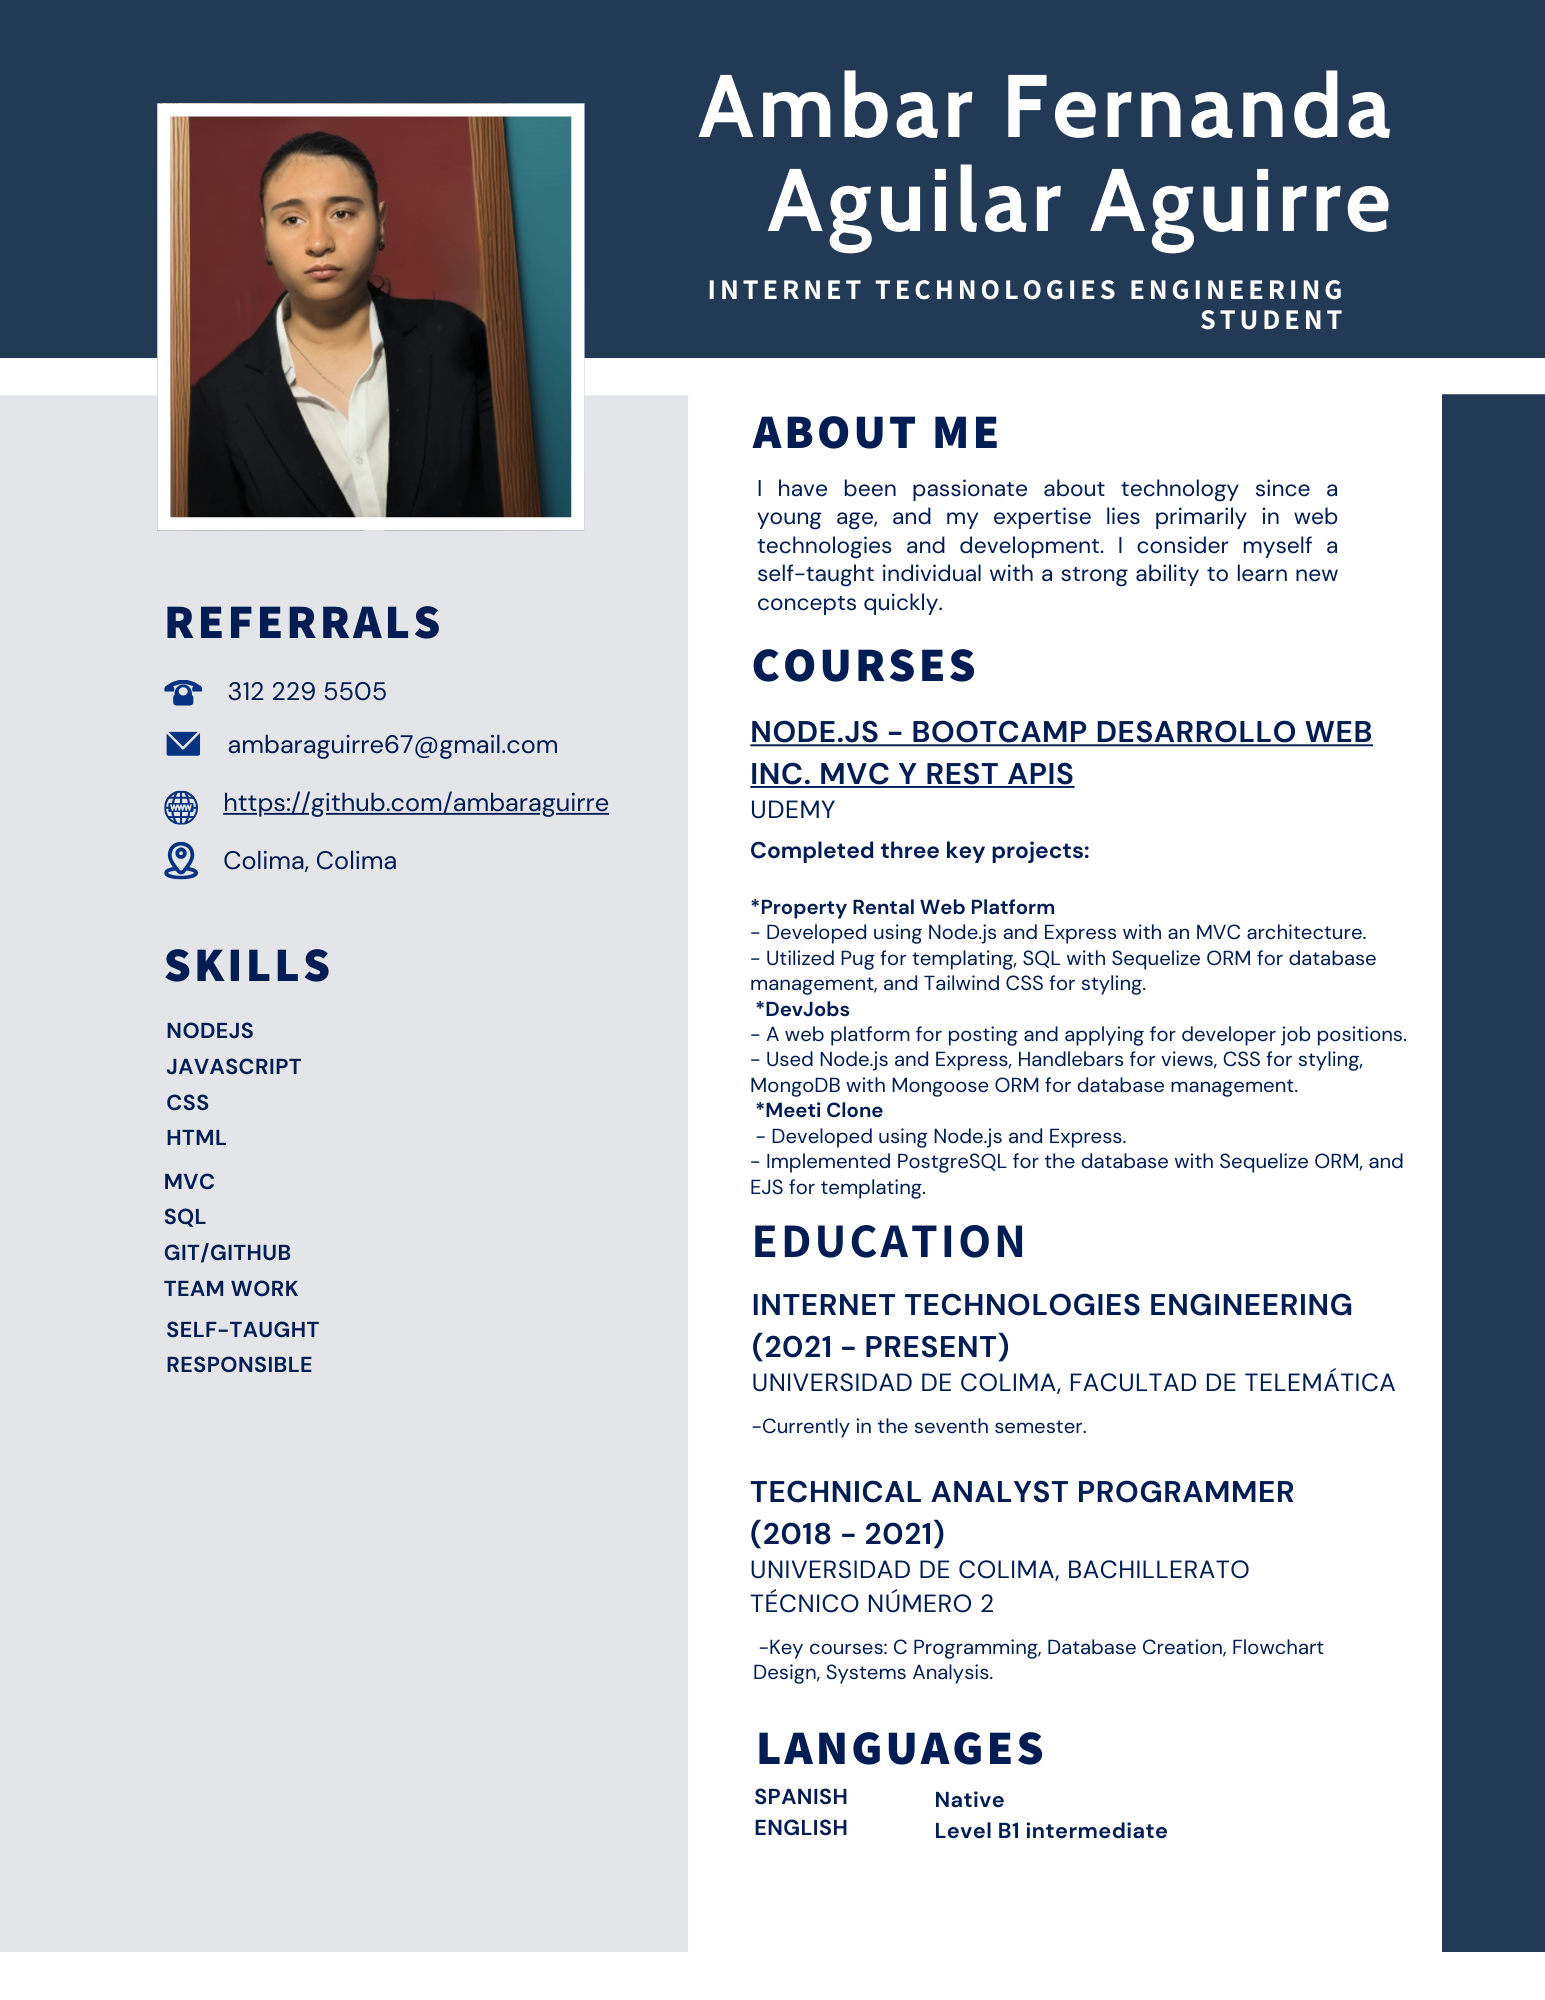 Ambar Fernanda
Aguilar Aguirre
INTERNET TECHNOLOGIES ENGINEERING
STUDENT
REFERRALS
312 229 5505
ambaraguirre67@gmail.com
www
https://github.com/ambaraguirre
Colima, Colima
SKILLS
NODEJS
JAVASCRIPT
CSS
HTML
MVC
SQL
GIT/GITHUB
TEAM WORK
SELF-TAUGHT
RESPONSIBLE
ABOUT ME
I have been passionate about technology since a
young age, and my expertise lies primarily in web
technologies and development. I consider myself a
self-taught individual with a strong ability to learn new
concepts quickly.
COURSES
NODE.JS - BOOTCAMP DESARROLLO WEB
INC. MVC Y REST APIS
UDEMY
Completed three key projects:
*Property Rental Web Platform
- Developed using Node.js and Express with an MVC architecture.
- Utilized Pug for templating, SQL with Sequelize ORM for database
management, and Tailwind CSS for styling.
*DevJobs
- A web platform for posting and applying for developer job positions.
- Used Node.js and Express, Handlebars for views, CSS for styling,
MongoDB with Mongoose ORM for database management.
*Meeti Clone
- Developed using Node.js and Express.
- Implemented PostgreSQL for the database with Sequelize ORM, and
EJS for templating.
EDUCATION
INTERNET TECHNOLOGIES ENGINEERING
(2021 - PRESENT)
UNIVERSIDAD DE COLIMA, FACULTAD DE TELEMÁTICA
-Currently in the seventh semester.
TECHNICAL ANALYST PROGRAMMER
(2018 - 2021)
UNIVERSIDAD DE COLIMA, BACHILLERATO
TÉCNICO NÚMERO 2
-Key courses: C Programming, Database Creation, Flowchart
Design, Systems Analysis.
LANGUAGES
SPANISH Native
ENGLISH Level B1 intermediate